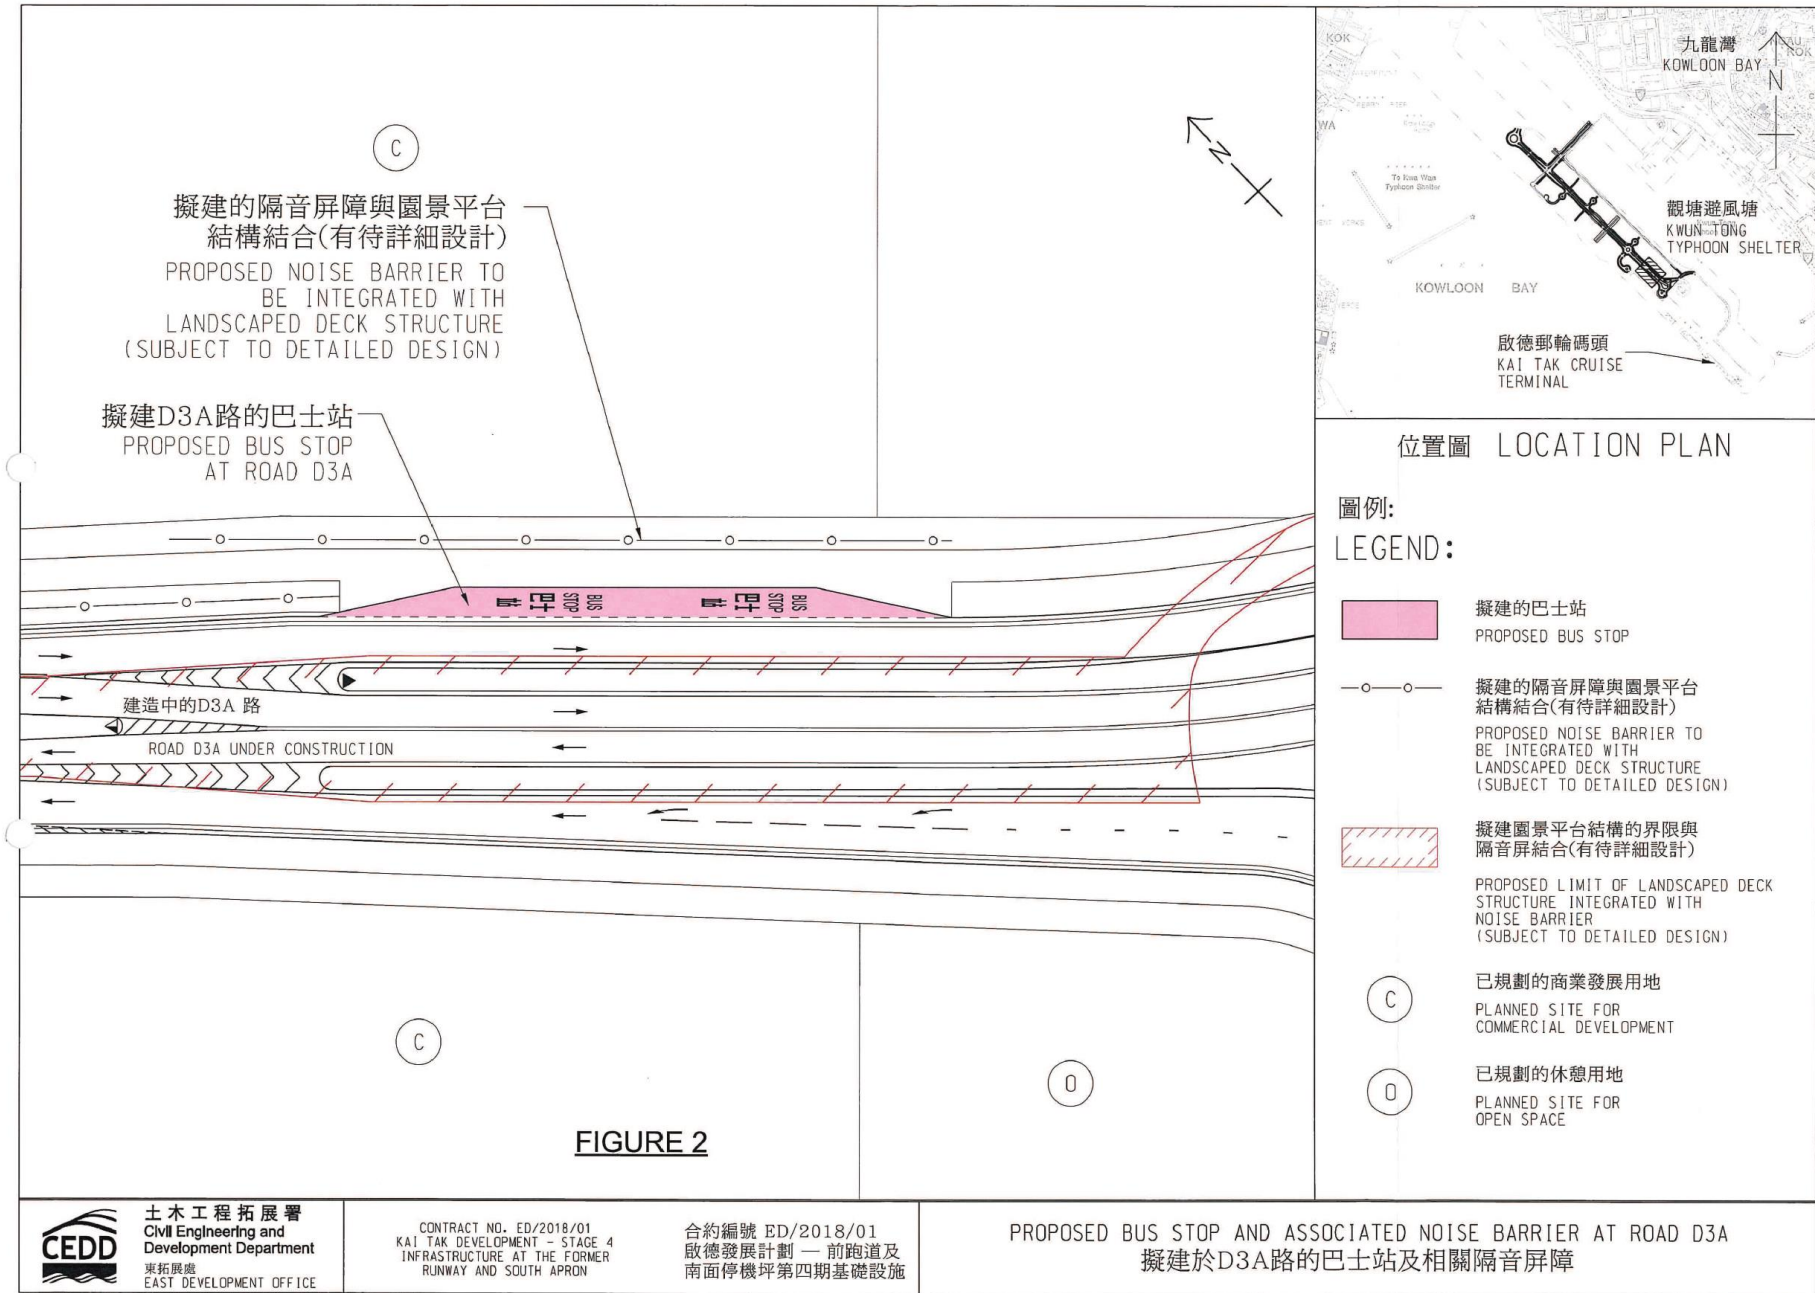 C
擬建的隔音屏障與園景平台
結構結合(有待詳細設計)
PROPOSED NOISE BARRIER TO
BE INTEGRATED WITH
LANDSCAPED DECK STRUCTURE
(SUBJECT TO DETAILED DESIGN)
擬建D3A路的巴士站
PROPOSED BUS STOP
AT ROAD D3A
N
巴士站
BUS
STOP
巴士站
BUS
STOP
建造中的D3A 路
ROAD D3A UNDER CONSTRUCTION
C
O
FIGURE 2
九龍灣
KOWLOON BAY
N
KOK
To Kwa Wan
Typhoon Shelter
觀塘避風塘
KWUN TONG
TYPHOON SHELTER
KOWLOON BAY
啟德郵輪碼頭
KAI TAK CRUISE
TERMINAL
位置圖 LOCATION PLAN
圖例:
LEGEND:
擬建的巴士站
PROPOSED BUS STOP
擬建的隔音屏障與園景平台
結構結合(有待詳細設計)
PROPOSED NOISE BARRIER TO
BE INTEGRATED WITH
LANDSCAPED DECK STRUCTURE
(SUBJECT TO DETAILED DESIGN)
擬建園景平台結構的界限與
隔音屏結合(有待詳細設計)
PROPOSED LIMIT OF LANDSCAPED DECK
STRUCTURE INTEGRATED WITH
NOISE BARRIER
(SUBJECT TO DETAILED DESIGN)
C
已規劃的商業發展用地
PLANNED SITE FOR
COMMERCIAL DEVELOPMENT
O
已規劃的休憩用地
PLANNED SITE FOR
OPEN SPACE
CEDD
土木工程拓展署
Civil Engineering and
Development Department
東拓展處
EAST DEVELOPMENT OFFICE
CONTRACT NO. ED/2018/01
KAI TAK DEVELOPMENT - STAGE 4
INFRASTRUCTURE AT THE FORMER
RUNWAY AND SOUTH APRON
合約編號 ED/2018/01
啟德發展計劃 — 前跑道及
南面停機坪第四期基礎設施
PROPOSED BUS STOP AND ASSOCIATED NOISE BARRIER AT ROAD D3A
擬建於D3A路的巴士站及相關隔音屏障